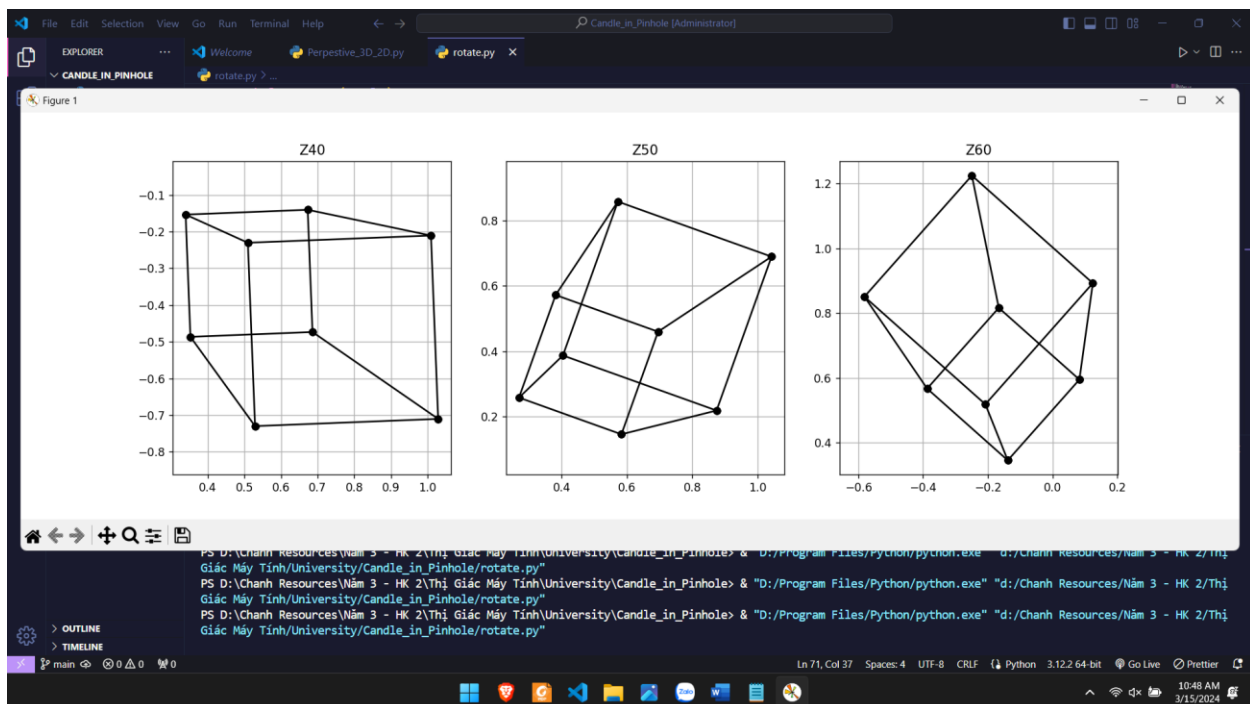 File Edit Selection View Go Run Terminal Help
Candle_in_Pinhole [Administrator]
EXPLORER
Welcome
Perpestive_3D_2D.py
rotate.py
CANDLE_IN_PINHOLE
rotate.py > ...
Figure 1
Z40
Z50
Z60
−0.1
−0.2
−0.3
−0.4
−0.5
−0.6
−0.7
−0.8
0.4 0.5 0.6 0.7 0.8 0.9 1.0
0.8
0.6
0.4
0.2
0.4 0.6 0.8 1.0
1.2
1.0
0.8
0.6
0.4
−0.6 −0.4 −0.2 0.0 0.2
PS D:\Chanh Resources\Năm 3 - HK 2\Thị Giác Máy Tính\University\Candle_in_Pinhole> & "D:/Program Files/Python/python.exe" "d:/Chanh Resources/Năm 3 - HK 2/Thị
Giác Máy Tính/University/Candle_in_Pinhole/rotate.py"
PS D:\Chanh Resources\Năm 3 - HK 2\Thị Giác Máy Tính\University\Candle_in_Pinhole> & "D:/Program Files/Python/python.exe" "d:/Chanh Resources/Năm 3 - HK 2/Thị
Giác Máy Tính/University/Candle_in_Pinhole/rotate.py"
PS D:\Chanh Resources\Năm 3 - HK 2\Thị Giác Máy Tính\University\Candle_in_Pinhole> & "D:/Program Files/Python/python.exe" "d:/Chanh Resources/Năm 3 - HK 2/Thị
Giác Máy Tính/University/Candle_in_Pinhole/rotate.py"
OUTLINE
TIMELINE
main 0 0 0
Ln 71, Col 37 Spaces: 4 UTF-8 CRLF Python 3.12.2 64-bit Go Live Prettier
Zalo
10:48 AM
3/15/2024